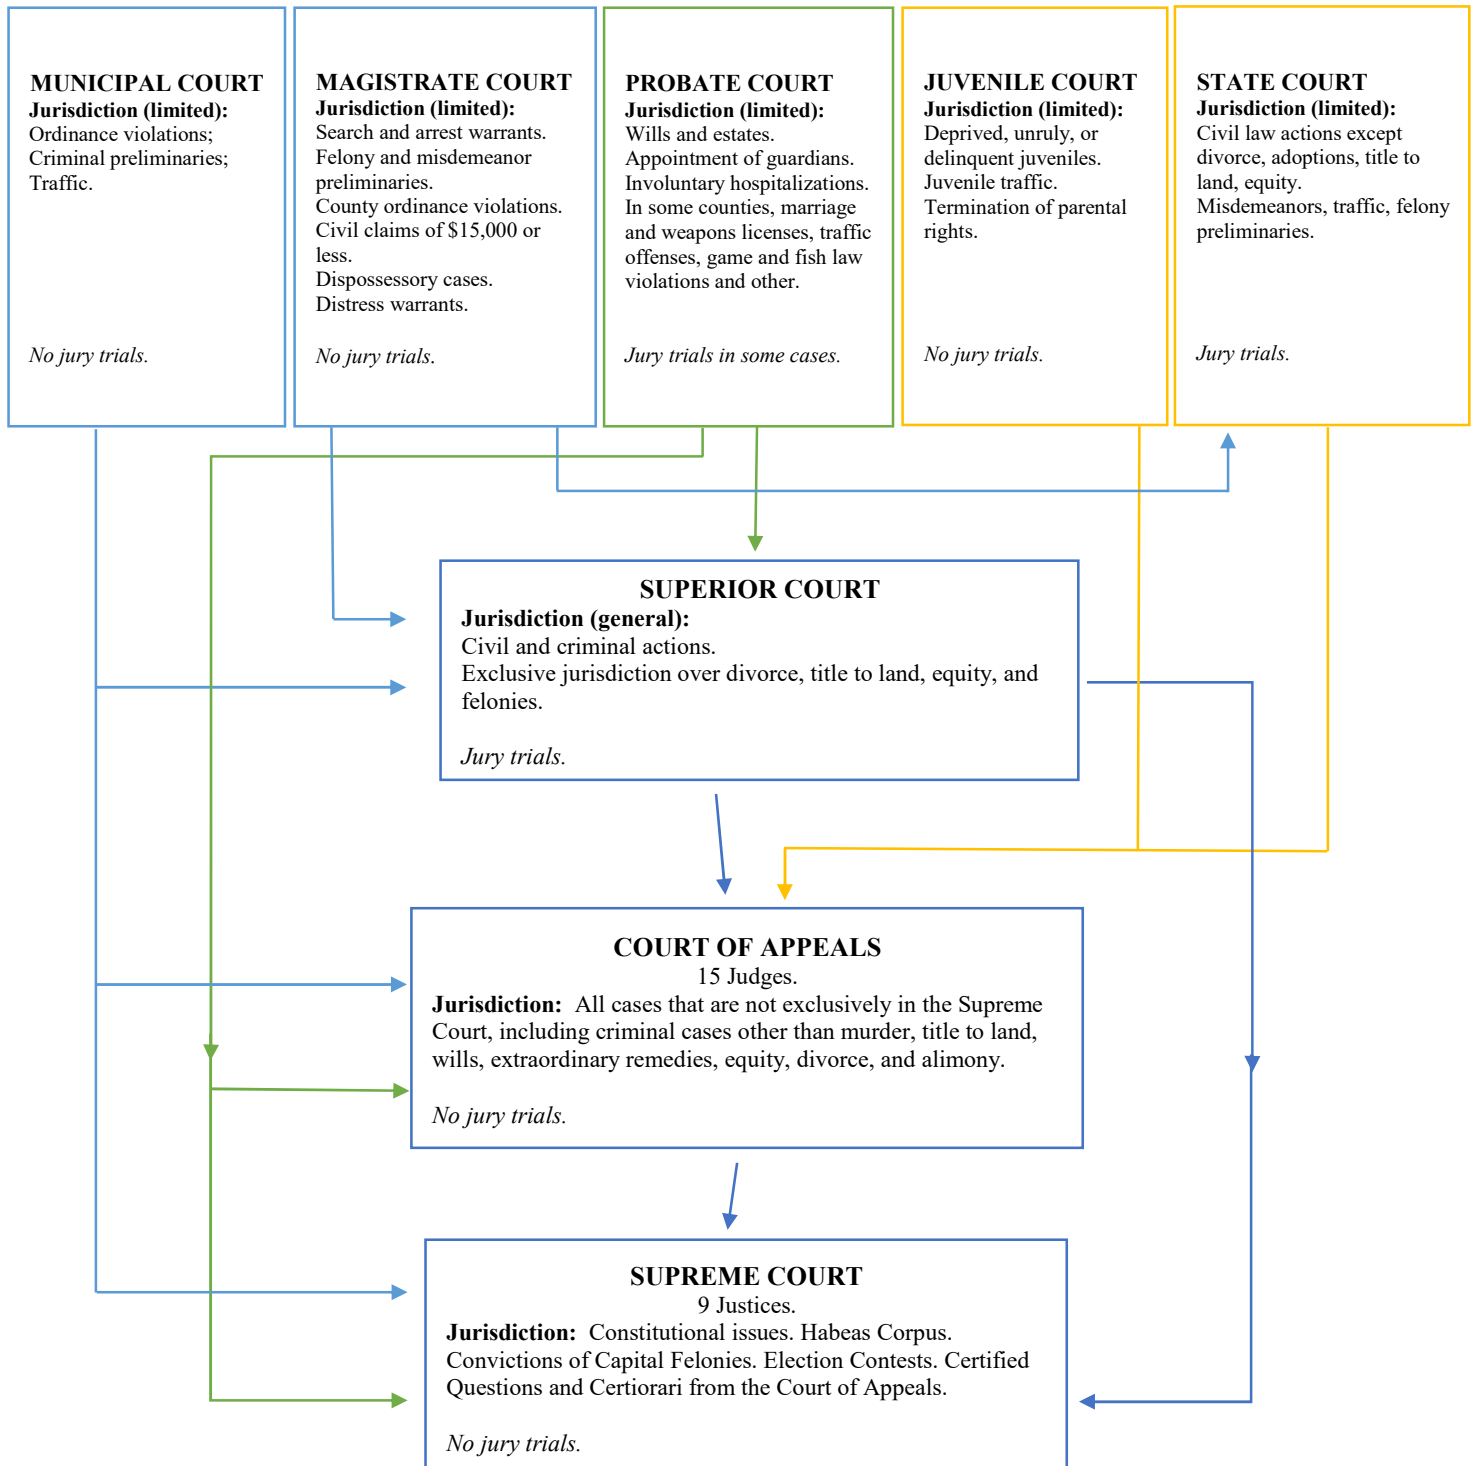 MUNICIPAL COURT
Jurisdiction (limited):
Ordinance violations;
Criminal preliminaries;
Traffic.
No jury trials.
MAGISTRATE COURT
Jurisdiction (limited):
Search and arrest warrants.
Felony and misdemeanor
preliminaries.
County ordinance violations.
Civil claims of $15,000 or
less.
Dispossessory cases.
Distress warrants.
No jury trials.
PROBATE COURT
Jurisdiction (limited):
Wills and estates.
Appointment of guardians.
Involuntary hospitalizations.
In some counties, marriage
and weapons licenses, traffic
offenses, game and fish law
violations and other.
Jury trials in some cases.
JUVENILE COURT
Jurisdiction (limited):
Deprived, unruly, or
delinquent juveniles.
Juvenile traffic.
Termination of parental
rights.
No jury trials.
STATE COURT
Jurisdiction (limited):
Civil law actions except
divorce, adoptions, title to
land, equity.
Misdemeanors, traffic, felony
preliminaries.
Jury trials.
SUPERIOR COURT
Jurisdiction (general):
Civil and criminal actions.
Exclusive jurisdiction over divorce, title to land, equity, and
felonies.
Jury trials.
COURT OF APPEALS
15 Judges.
Jurisdiction: All cases that are not exclusively in the Supreme
Court, including criminal cases other than murder, title to land,
wills, extraordinary remedies, equity, divorce, and alimony.
No jury trials.
SUPREME COURT
9 Justices.
Jurisdiction: Constitutional issues. Habeas Corpus.
Convictions of Capital Felonies. Election Contests. Certified
Questions and Certiorari from the Court of Appeals.
No jury trials.